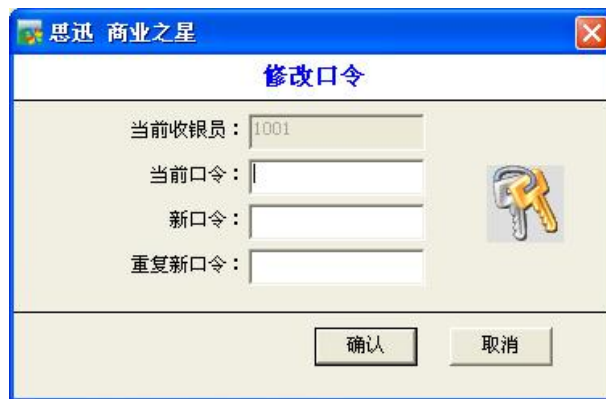 思迅 商业之星
修改口令
当前收银员：1001
当前口令：
新口令：
重复新口令：
确认 取消